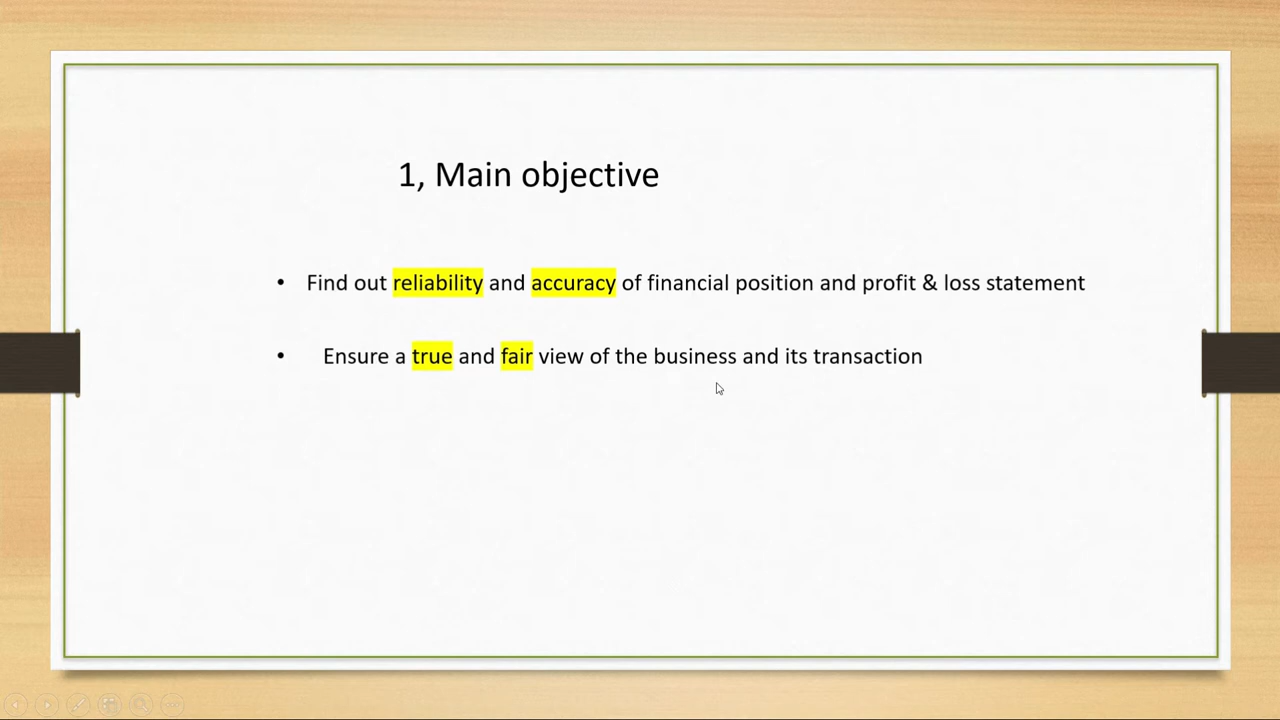 1, Main objective
• Find out reliability and accuracy of financial position and profit & loss statement
• Ensure a true and fair view of the business and its transaction